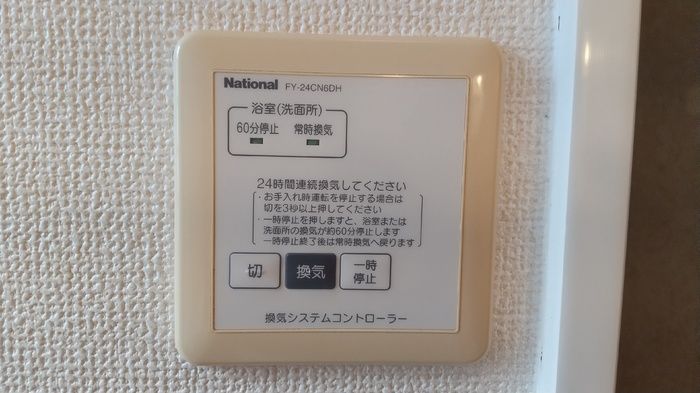 National FY-24CN6DH
浴室(洗面所)
60分停止 常時換気
24時間連続換気してください
・お手入れ時運転を停止する場合は
切を3秒以上押してください
・一時停止を押しますと、浴室または
洗面所の換気が約60分停止します
一時停止終了後は常時換気へ戻ります
切 換気 一時
停止
換気システムコントローラー